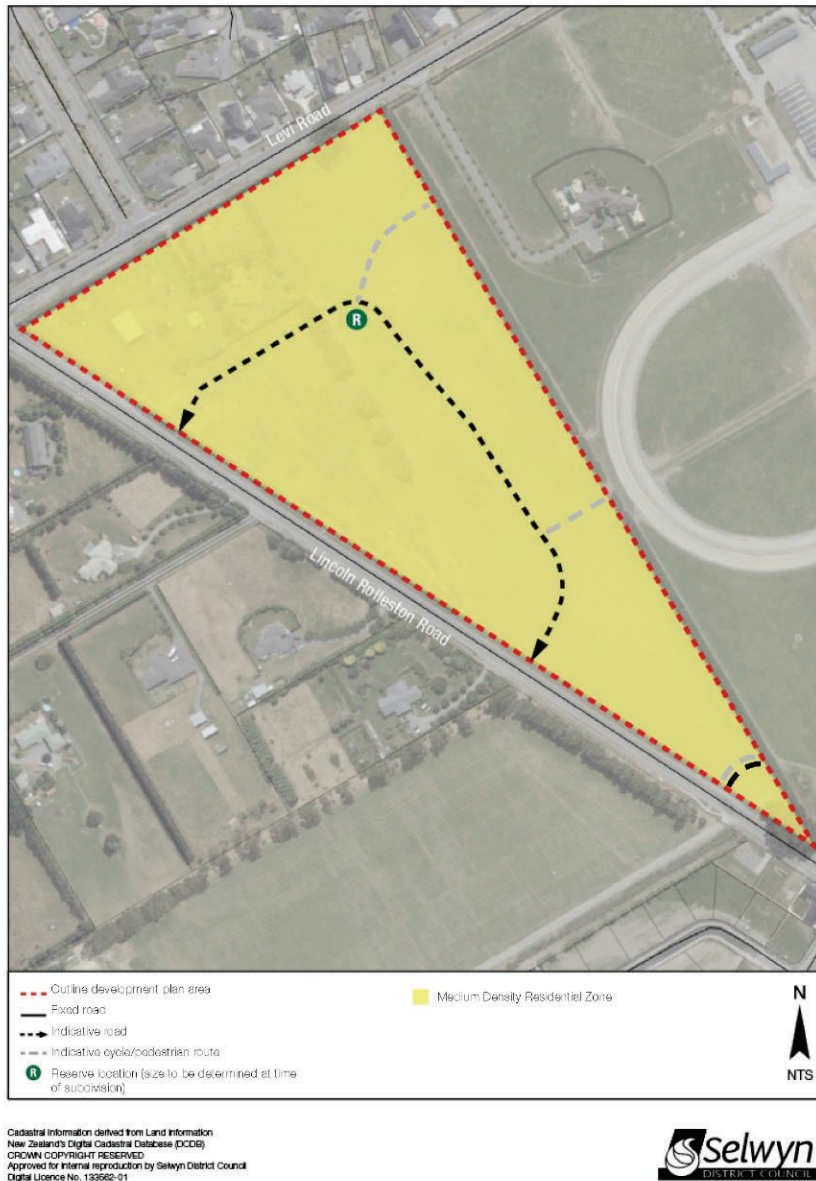 Levi Road
R
Lincoln Rolleston Road
Outline development plan area
Fixed road
Indicative road
Indicative cycle/pedestrian route
R Reserve location (size to be determined at time
of subdivision)
Medium Density Residential Zone
N
NTS
Cadastral Information derived from Land Information
New Zealand's Digital Cadastral Database (DCDB)
CROWN COPYRIGHT RESERVED
Approved for Internal reproduction by Selwyn District Council
Digital Licence No. 133562-01
Selwyn
DISTRICT COUNCIL